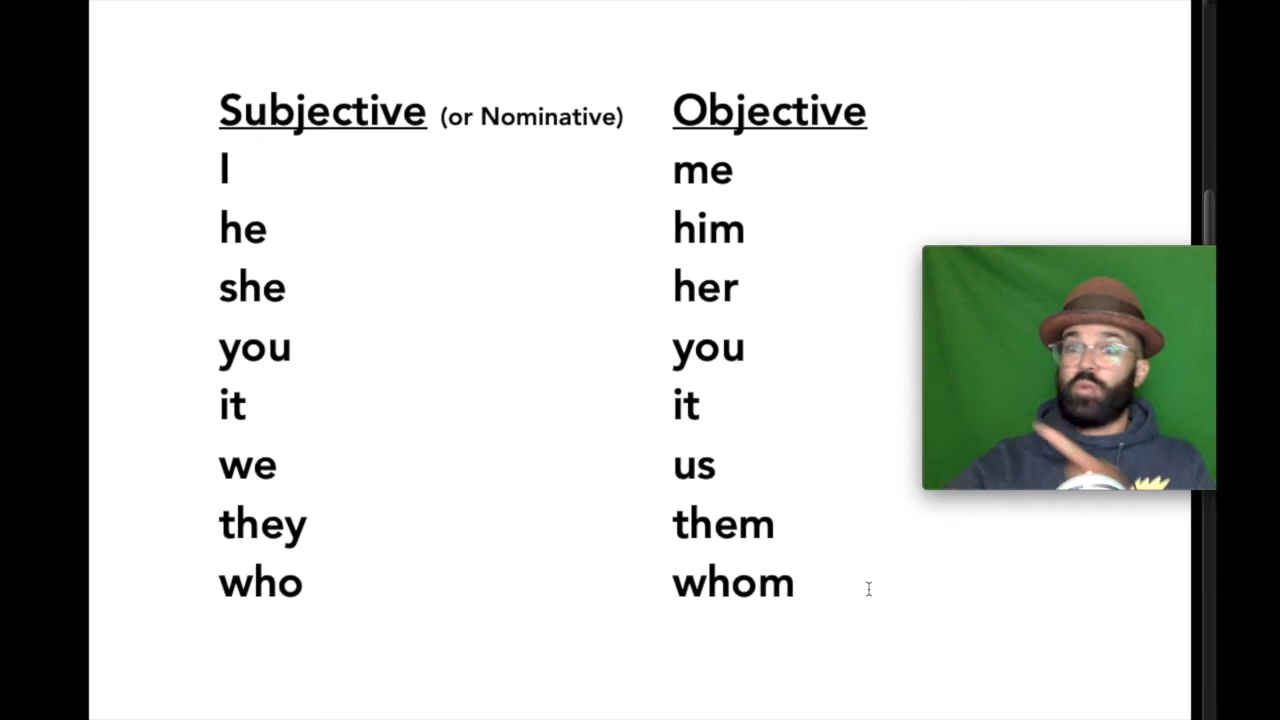 Subjective (or Nominative) Objective
I me
he him
she her
you you
it it
we us
they them
who whom